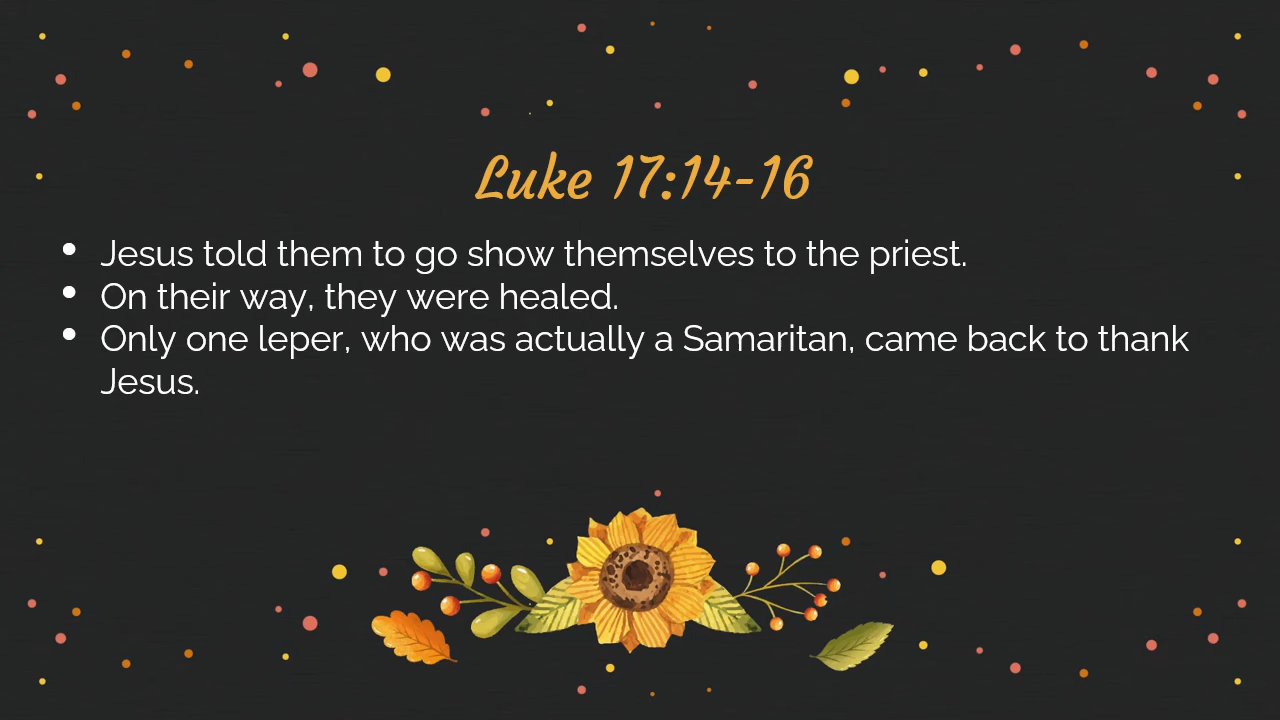 Luke 17:14-16
• Jesus told them to go show themselves to the priest.
• On their way, they were healed.
• Only one leper, who was actually a Samaritan, came back to thank
Jesus.